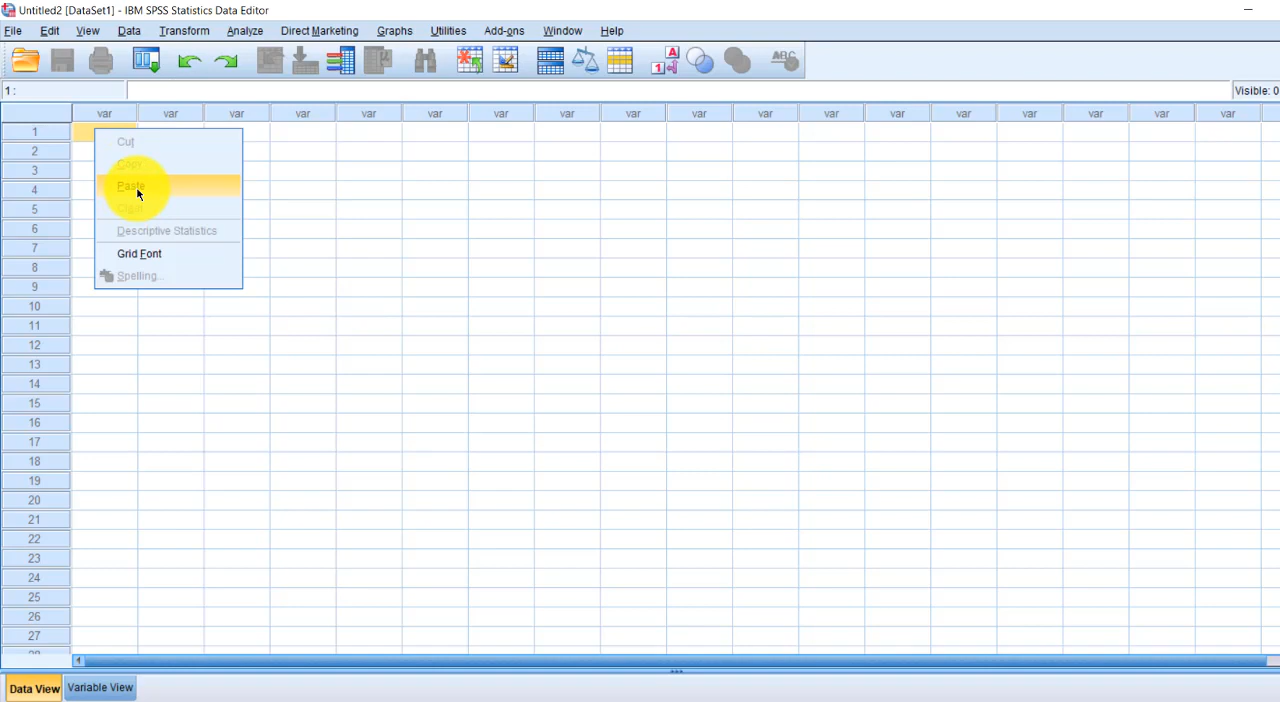 Untitled2 [DataSet1] - IBM SPSS Statistics Data Editor
File Edit View Data Transform Analyze Direct Marketing Graphs Utilities Add-ons Window Help
A
1
ABC
1 :
Visible: 0
var var var var var var var var var var var var var var var var var var
1
Cut
2
Copy
3
Paste
4
5
Descriptive Statistics
6
Grid Font
7
Spelling...
8
9
10
11
12
13
14
15
16
17
18
19
20
21
22
23
24
25
26
27
28
Data View Variable View